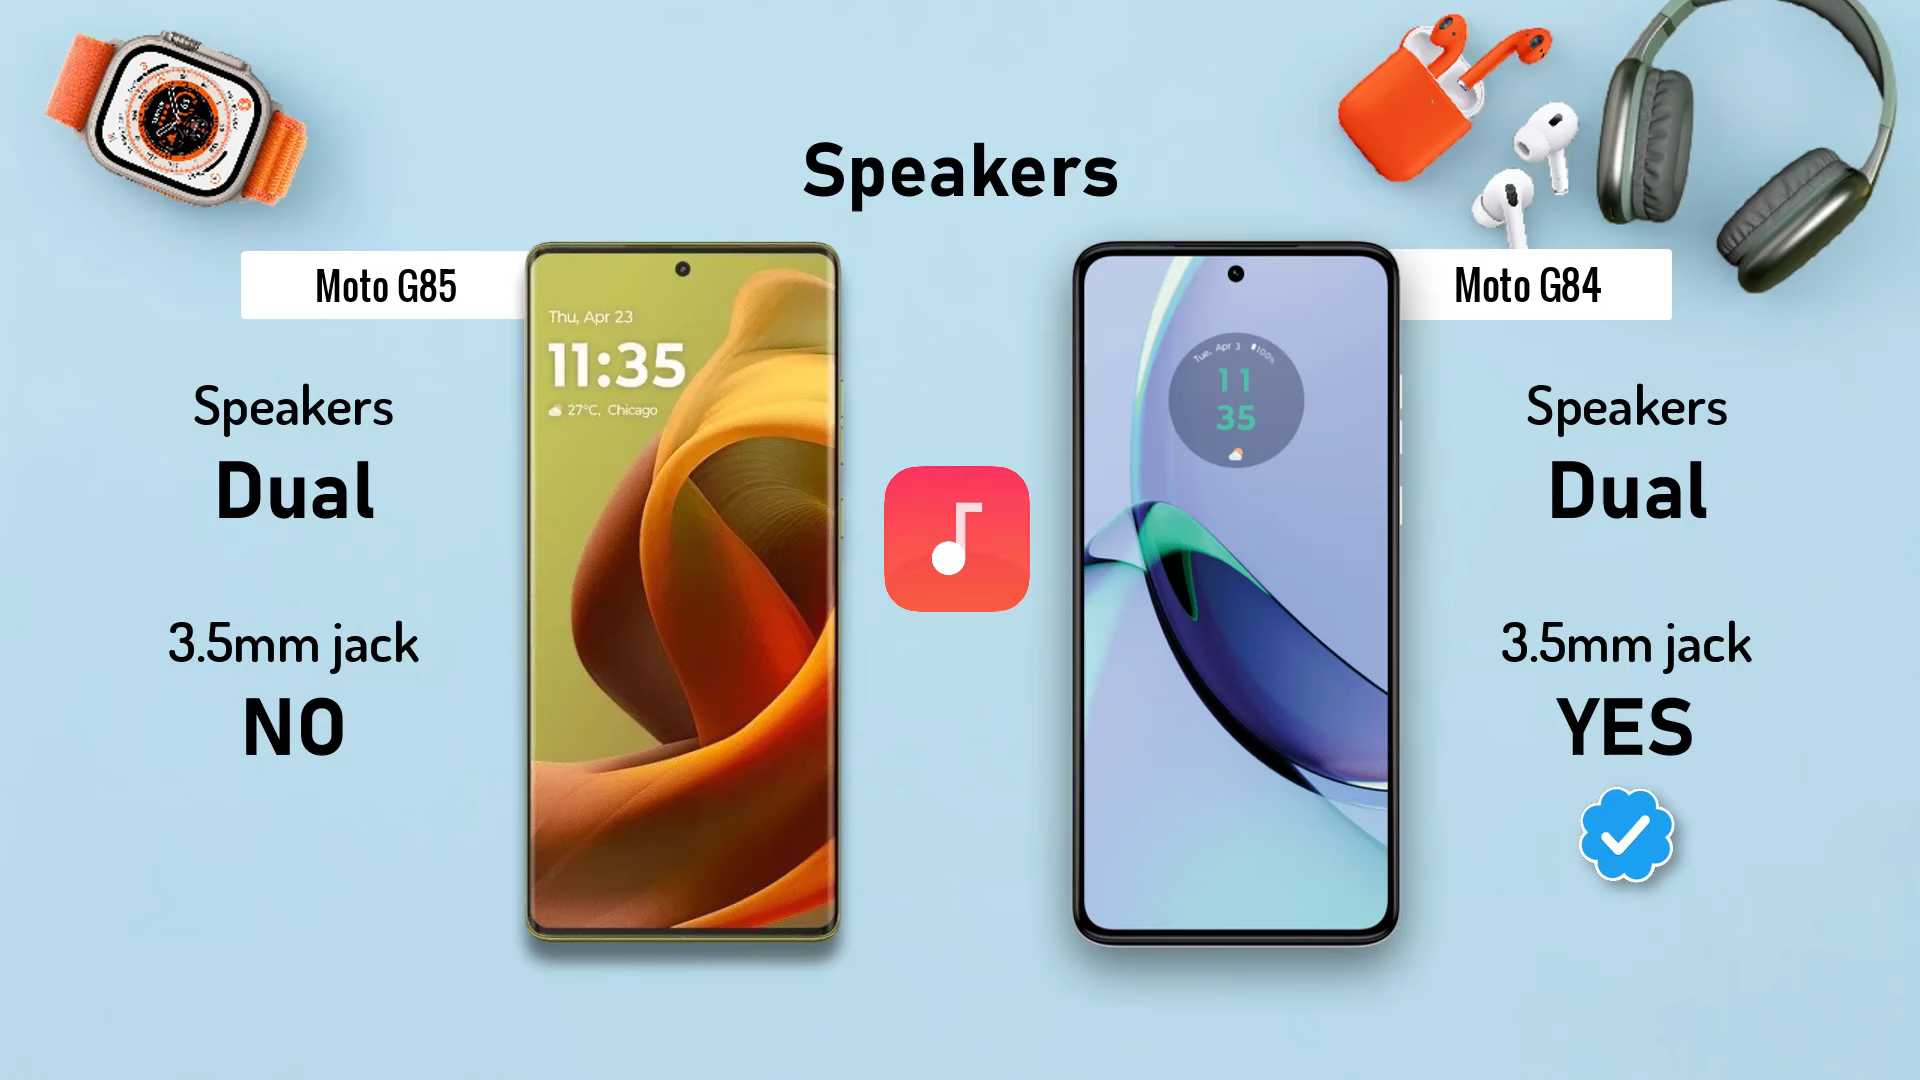 Speakers
Moto G85
Speakers
Dual
3.5mm jack
NO
Thu, Apr 23
11:35
27°C, Chicago
Tue, Apr 3 100%
11
35
Moto G84
Speakers
Dual
3.5mm jack
YES